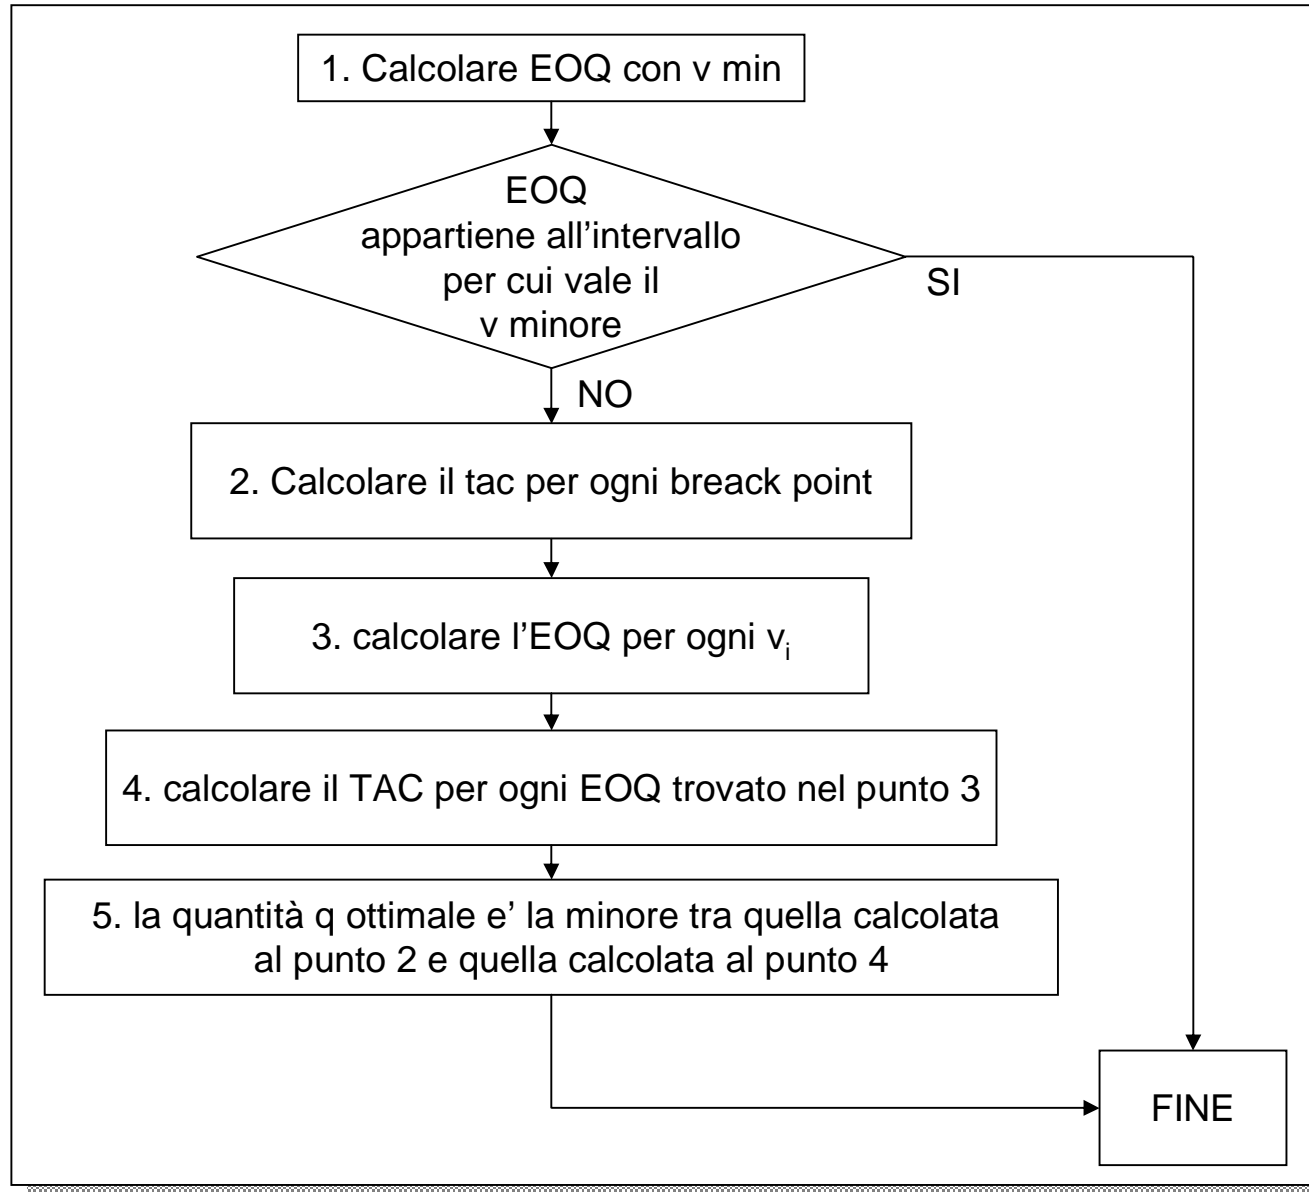 1. Calcolare EOQ con v min
EOQ
appartiene all'intervallo
per cui vale il
v minore
SI
NO
2. Calcolare il tac per ogni breack point
3. calcolare l’EOQ per ogni vᵢ
4. calcolare il TAC per ogni EOQ trovato nel punto 3
5. la quantità q ottimale e’ la minore tra quella calcolata
al punto 2 e quella calcolata al punto 4
FINE